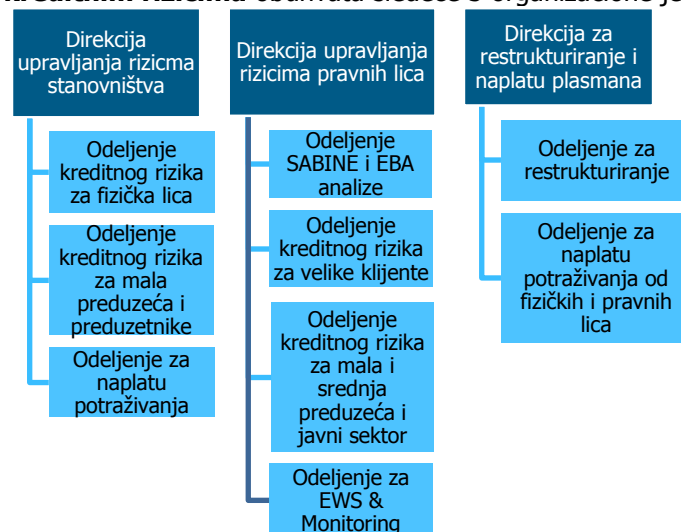 Direkcija
upravljanja rizicma
stanovništva
Odeljenje
kreditnog rizika
za fizička lica
Odeljenje
kreditnog rizika
za mala
preduzeća i
preduzetnike
Odeljenje za
naplatu
potraživanja
Direkcija upravljanja
rizicima pravnih lica
Odeljenje
SABINE i EBA
analize
Odeljenje
kreditnog rizika
za velike klijente
Odeljenje
kreditnog rizika
za mala i
srednja
preduzeća i
javni sektor
Odeljenje za
EWS &
Monitoring
Direkcija za
restrukturiranje i
naplatu plasmana
Odeljenje za
restrukturiranje
Odeljenje za
naplatu
potraživanja od
fizičkih i pravnih
lica